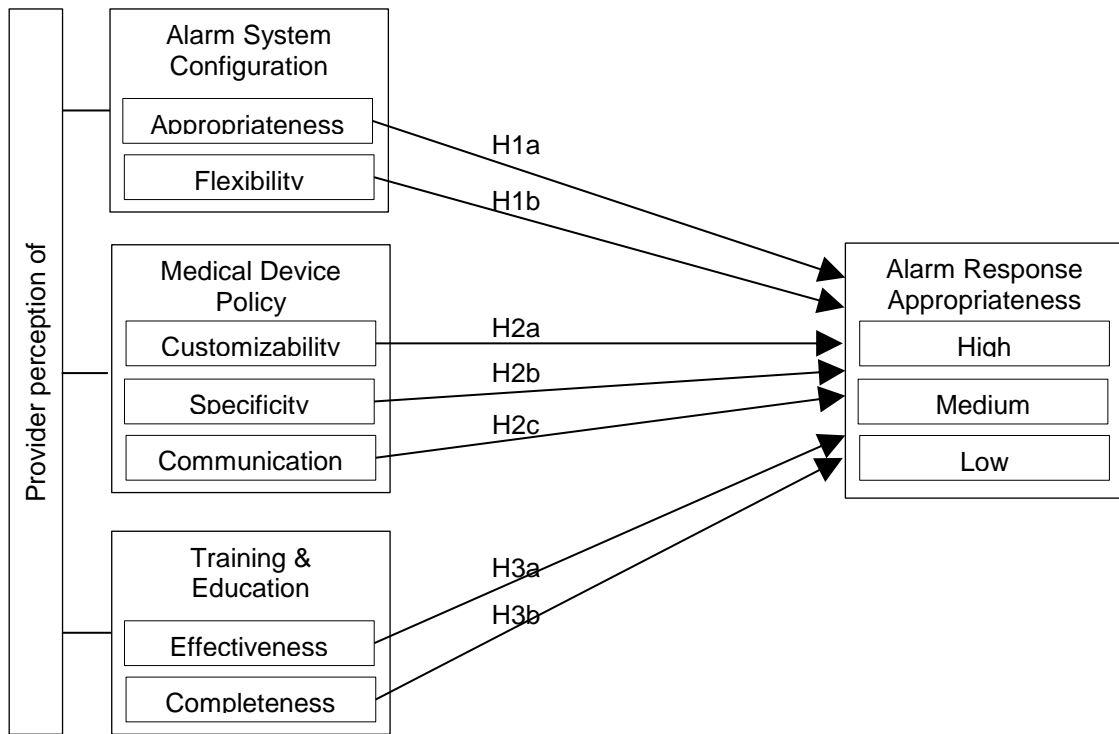 Provider perception of
Alarm System
Configuration
Appropriateness
Flexibility
Medical Device
Policy
Customizability
Specificity
Communication
Training &
Education
Effectiveness
Completeness
H1a
H1b
H2a
H2b
H2c
H3a
H3b
Alarm Response
Appropriateness
High
Medium
Low